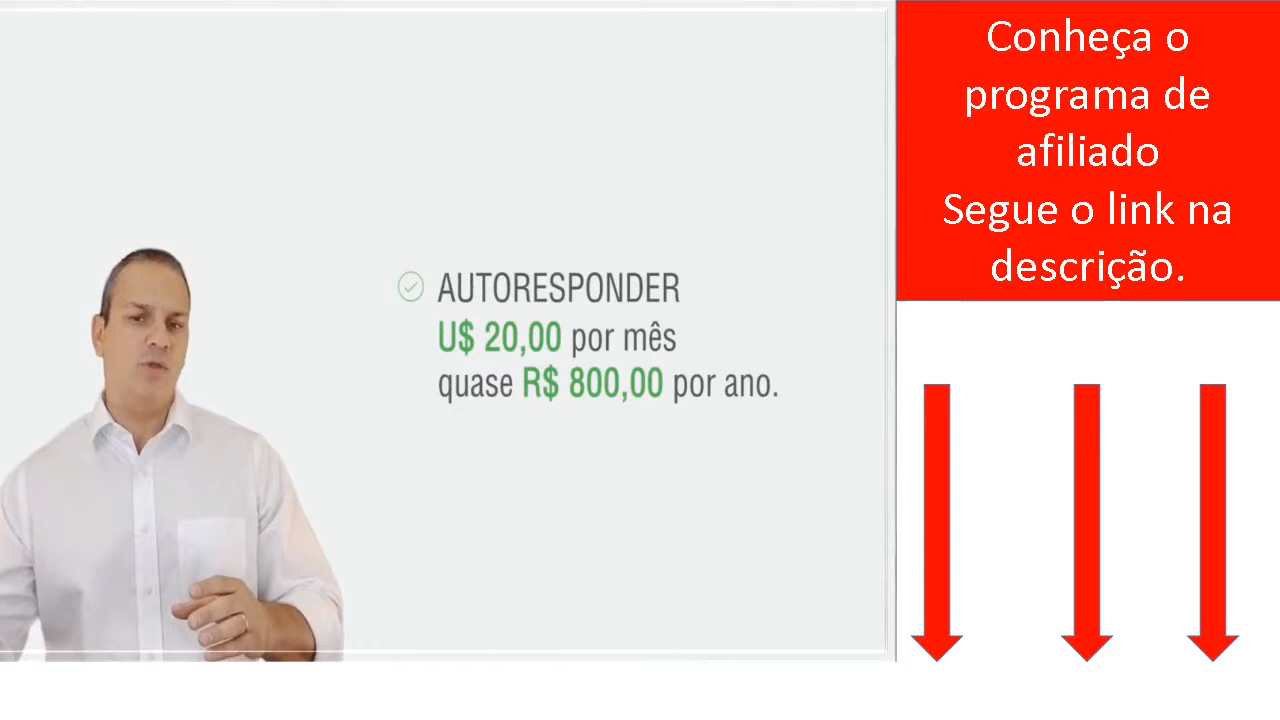 AUTORESPONDER
U$ 20,00 por mês
quase R$ 800,00 por ano.
Conheça o
programa de
afiliado
Segue o link na
descrição.